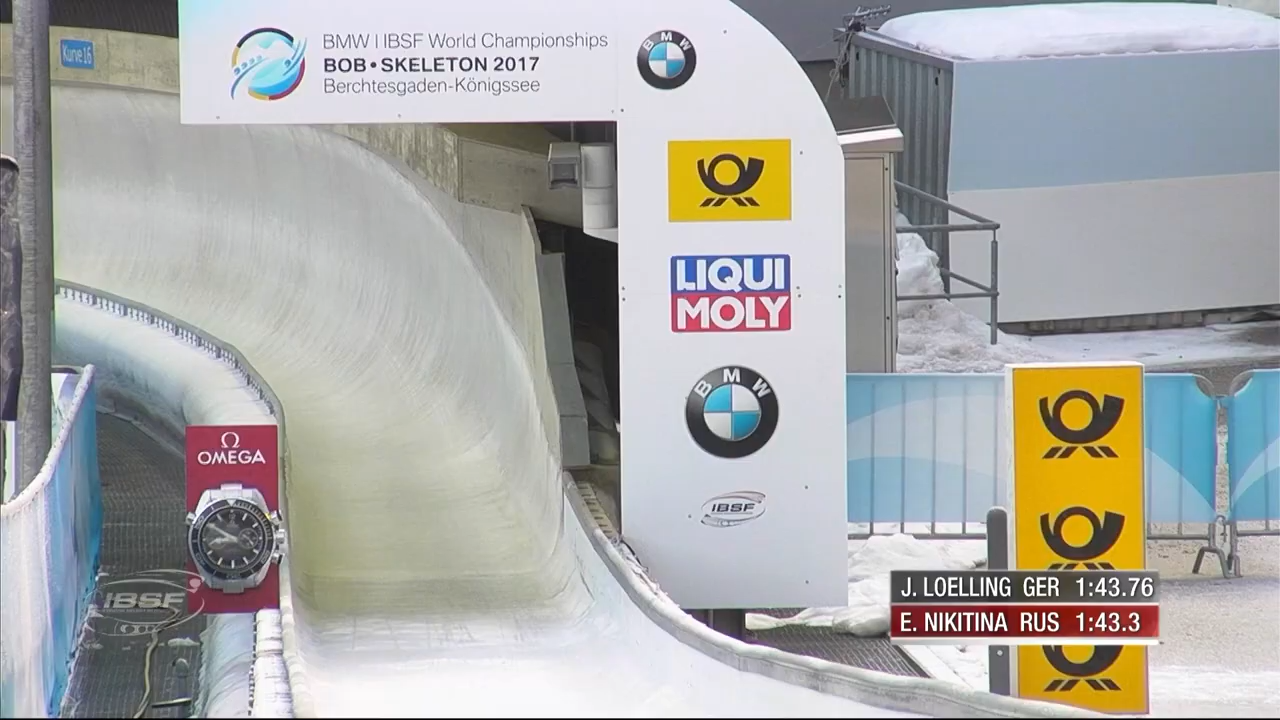 Kurve 16
BMW | IBSF World Championships
BOB • SKELETON 2017
Berchtesgaden-Königssee
BMW
LIQUI
MOLY
BMW
IBSF
Ω
OMEGA
IBSF
J. LOELLING GER 1:43.76
E. NIKITINA RUS 1:43.3